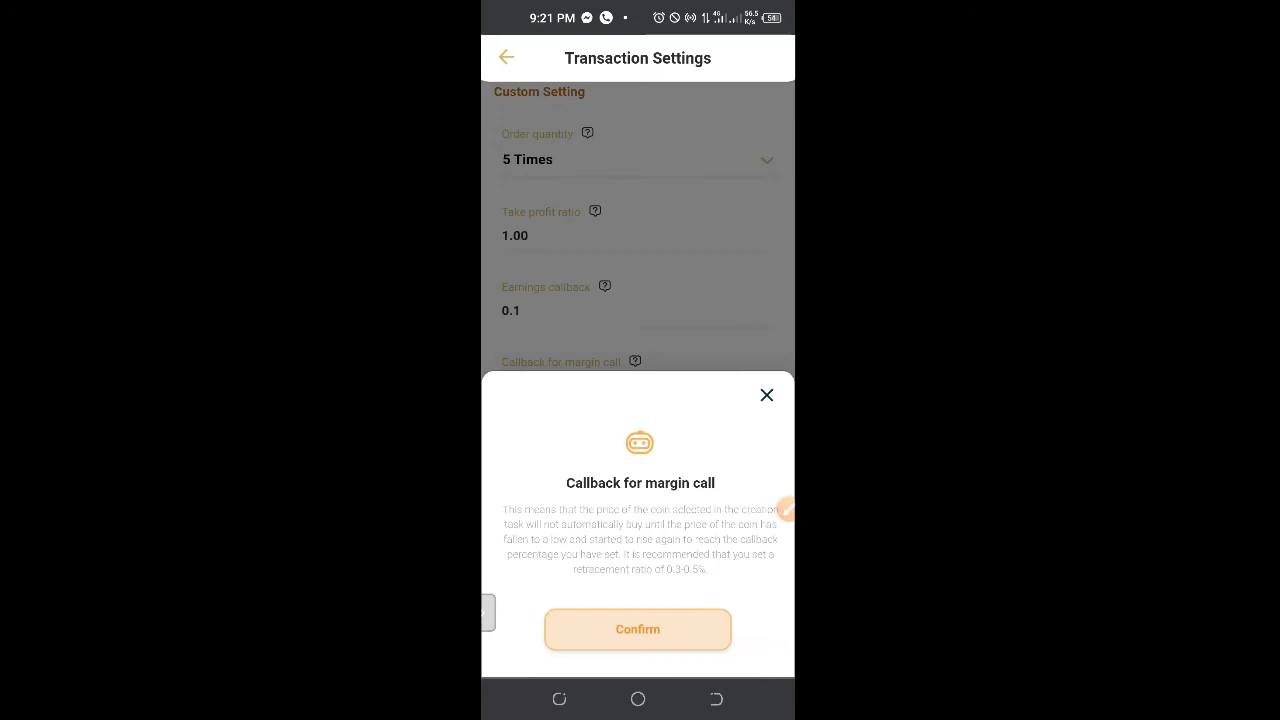 9:21 PM
4G
56.5
K/s
58
Transaction Settings
Custom Setting
Order quantity
5 Times
Take profit ratio
1.00
Earnings callback
0.1
Callback for margin call
Callback for margin call
This means that the price of the coin selected in the creation
task will not automatically buy until the price of the coin has
fallen to a low and started to rise again to reach the callback
percentage you have set. It is recommended that you set a
retracement ratio of 0.3-0.5%.
Confirm